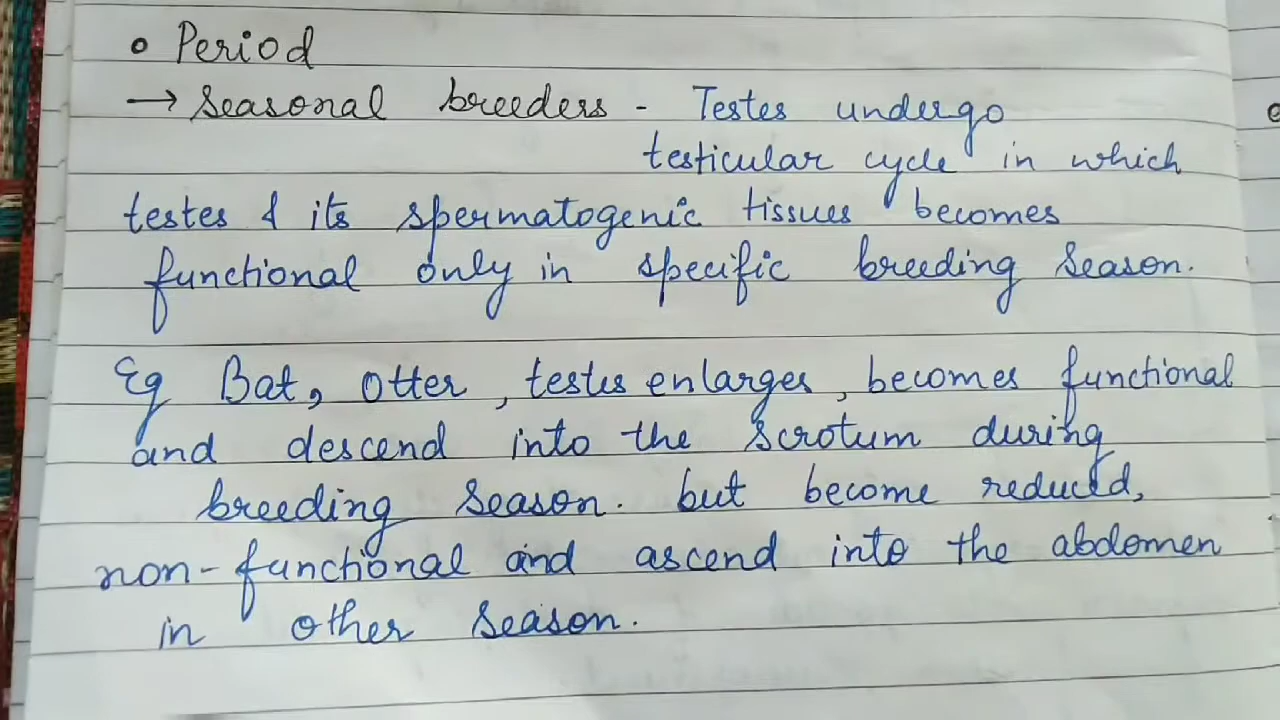 • Period
→ Seasonal breeders - Testes undergo
testicular cycle in which
testes & its spermatogenic tissues becomes
functional only in specific breeding season.
Eg Bat, Otter, testes enlarges, becomes functional
and descend into the scrotum during
breeding season. but become reduced,
non-functional and ascend into the abdomen
in other season.